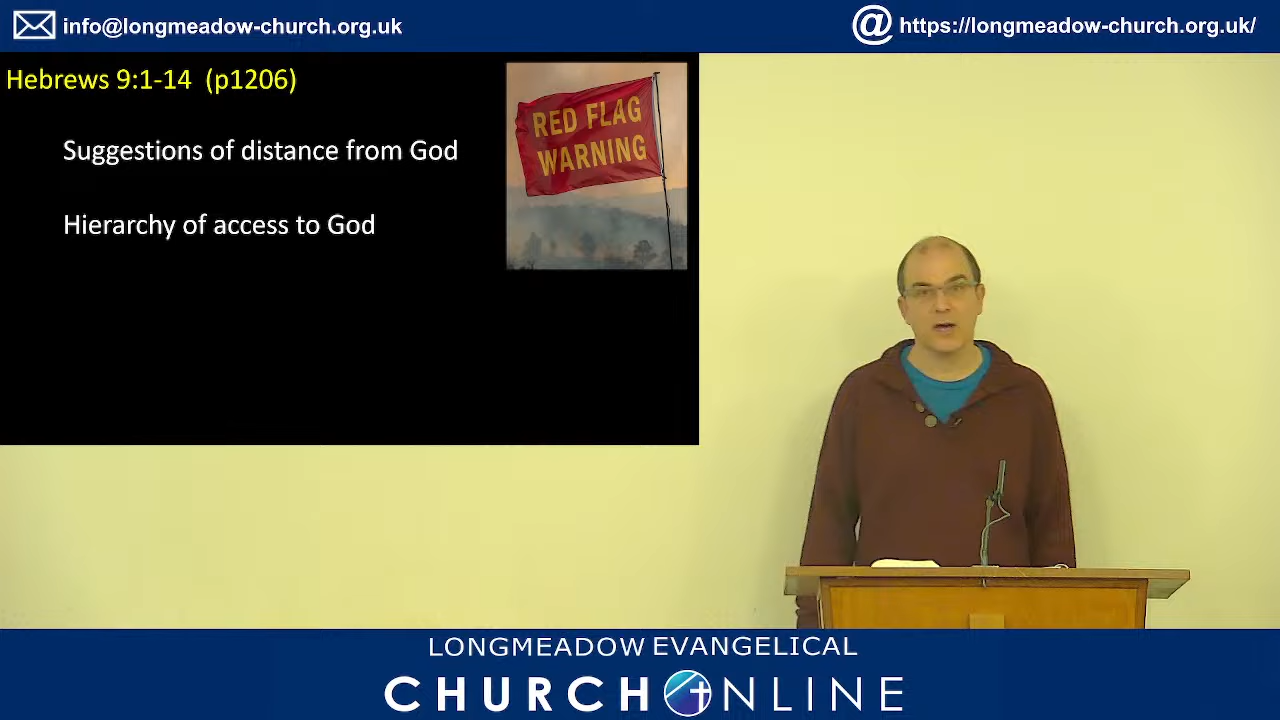 info@longmeadow-church.org.uk
@ https://longmeadow-church.org.uk/
Hebrews 9:1-14 (p1206)
RED FLAG
WARNING
Suggestions of distance from God
Hierarchy of access to God
LONGMEADOW EVANGELICAL
CHURCH ONLINE